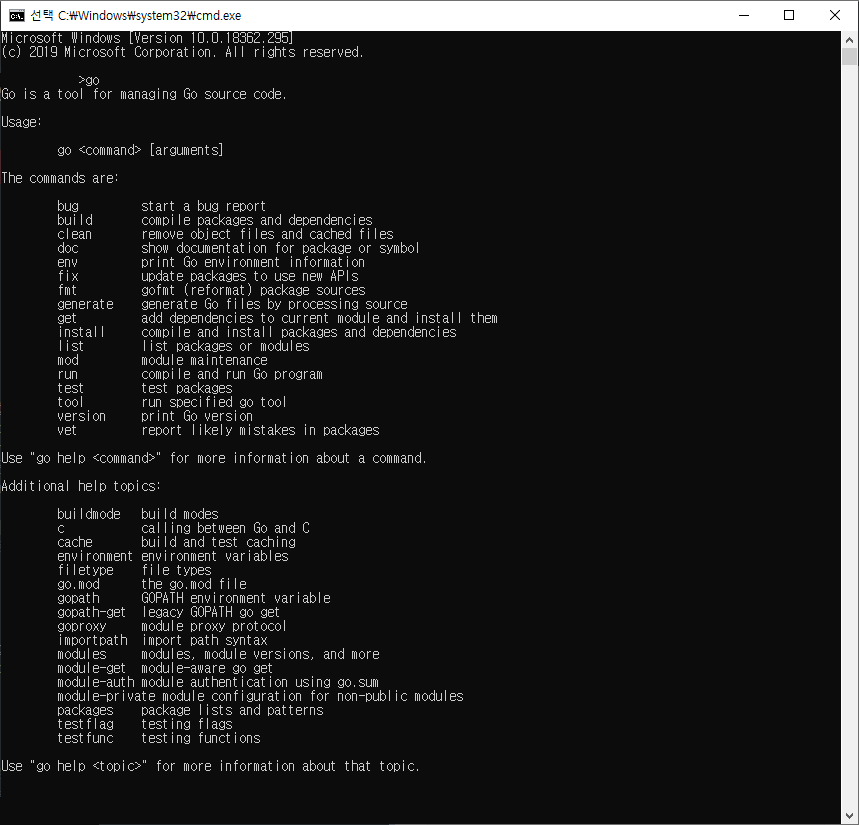 선택 C:\Windows\system32\cmd.exe
Microsoft Windows [Version 10.0.18362.295]
(c) 2019 Microsoft Corporation. All rights reserved.
>go
Go is a tool for managing Go source code.
Usage:
go <command> [arguments]
The commands are:
bug start a bug report
build compile packages and dependencies
clean remove object files and cached files
doc show documentation for package or symbol
env print Go environment information
fix update packages to use new APIs
fmt gofmt (reformat) package sources
generate generate Go files by processing source
get add dependencies to current module and install them
install compile and install packages and dependencies
list list packages or modules
mod module maintenance
run compile and run Go program
test test packages
tool run specified go tool
version print Go version
vet report likely mistakes in packages
Use "go help <command>" for more information about a command.
Additional help topics:
buildmode build modes
c calling between Go and C
cache build and test caching
environment environment variables
filetype file types
go.mod the go.mod file
gopath GOPATH environment variable
gopath-get legacy GOPATH go get
goproxy module proxy protocol
importpath import path syntax
modules modules, module versions, and more
module-get module-aware go get
module-auth module authentication using go.sum
module-private module configuration for non-public modules
packages package lists and patterns
testflag testing flags
testfunc testing functions
Use "go help <topic>" for more information about that topic.